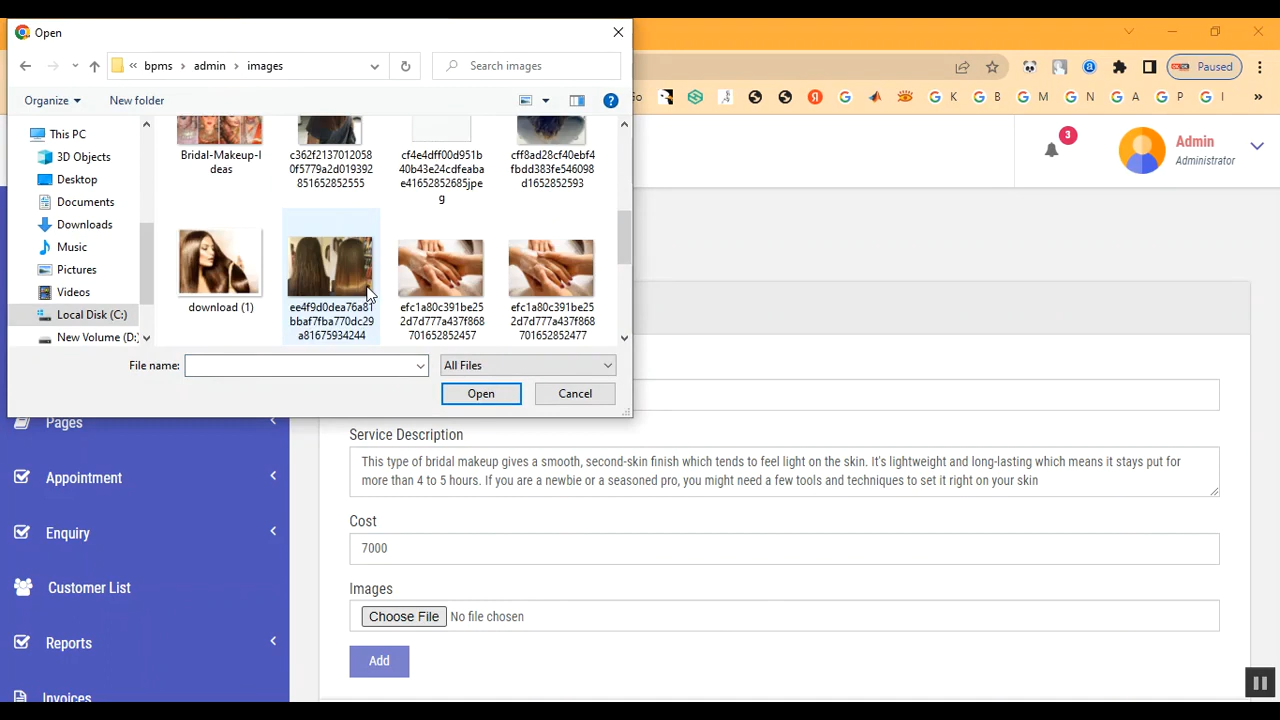 Open
bpms
admin
images
Search images
Paused
Organize
New folder
K
B
M
N
A
P
This PC
3D Objects
Desktop
Documents
Downloads
Music
Pictures
Videos
Local Disk (C:)
New Volume (D:)
Bridal-Makeup-I
deas
c362f2137012058
0f5779a2d019392
851652852555
cf4e4dff00d951b
40b43e24cdfeaba
e41652852685jpe
g
cff8ad28cf40ebf4
fbdd383fe546098
d1652852593
download (1)
ee4f9d0dea76a81
bbaf7fba770dc29
a81675934244
efc1a80c391be25
2d7d777a437f868
701652852457
efc1a80c391be25
2d7d777a437f868
701652852477
File name:
All Files
Open
Cancel
3
Admin
Administrator
Pages
Appointment
Enquiry
Customer List
Reports
Invoices
Service Description
This type of bridal makeup gives a smooth, second-skin finish which tends to feel light on the skin. It's lightweight and long-lasting which means it stays put for
more than 4 to 5 hours. If you are a newbie or a seasoned pro, you might need a few tools and techniques to set it right on your skin
Cost
7000
Images
Choose File No file chosen
Add